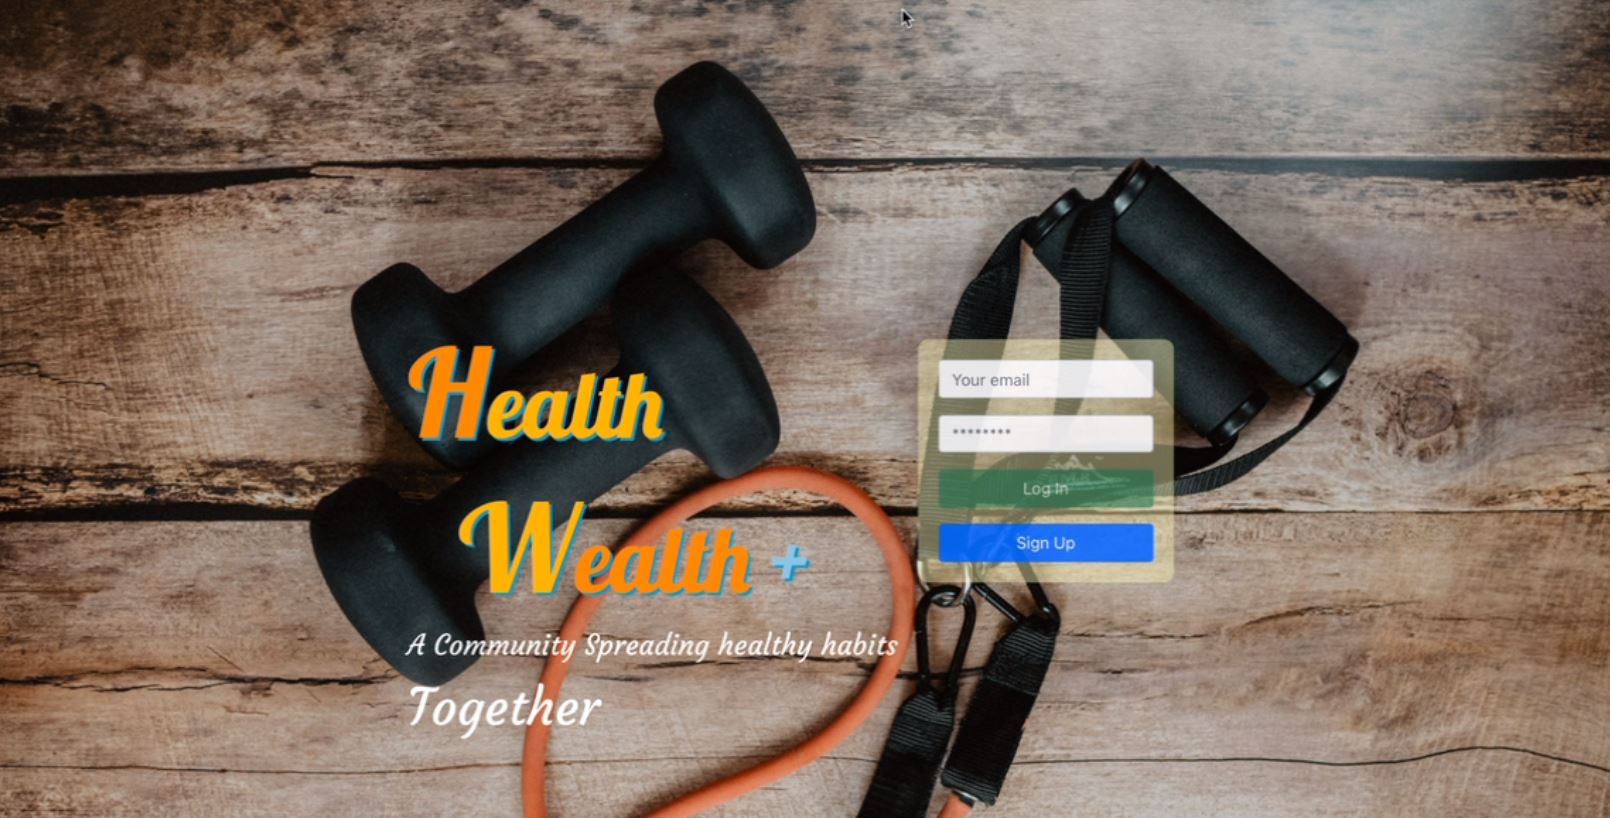 Health
Wealth +
A Community Spreading healthy habits
Together
Your email
********
Log In
Sign Up